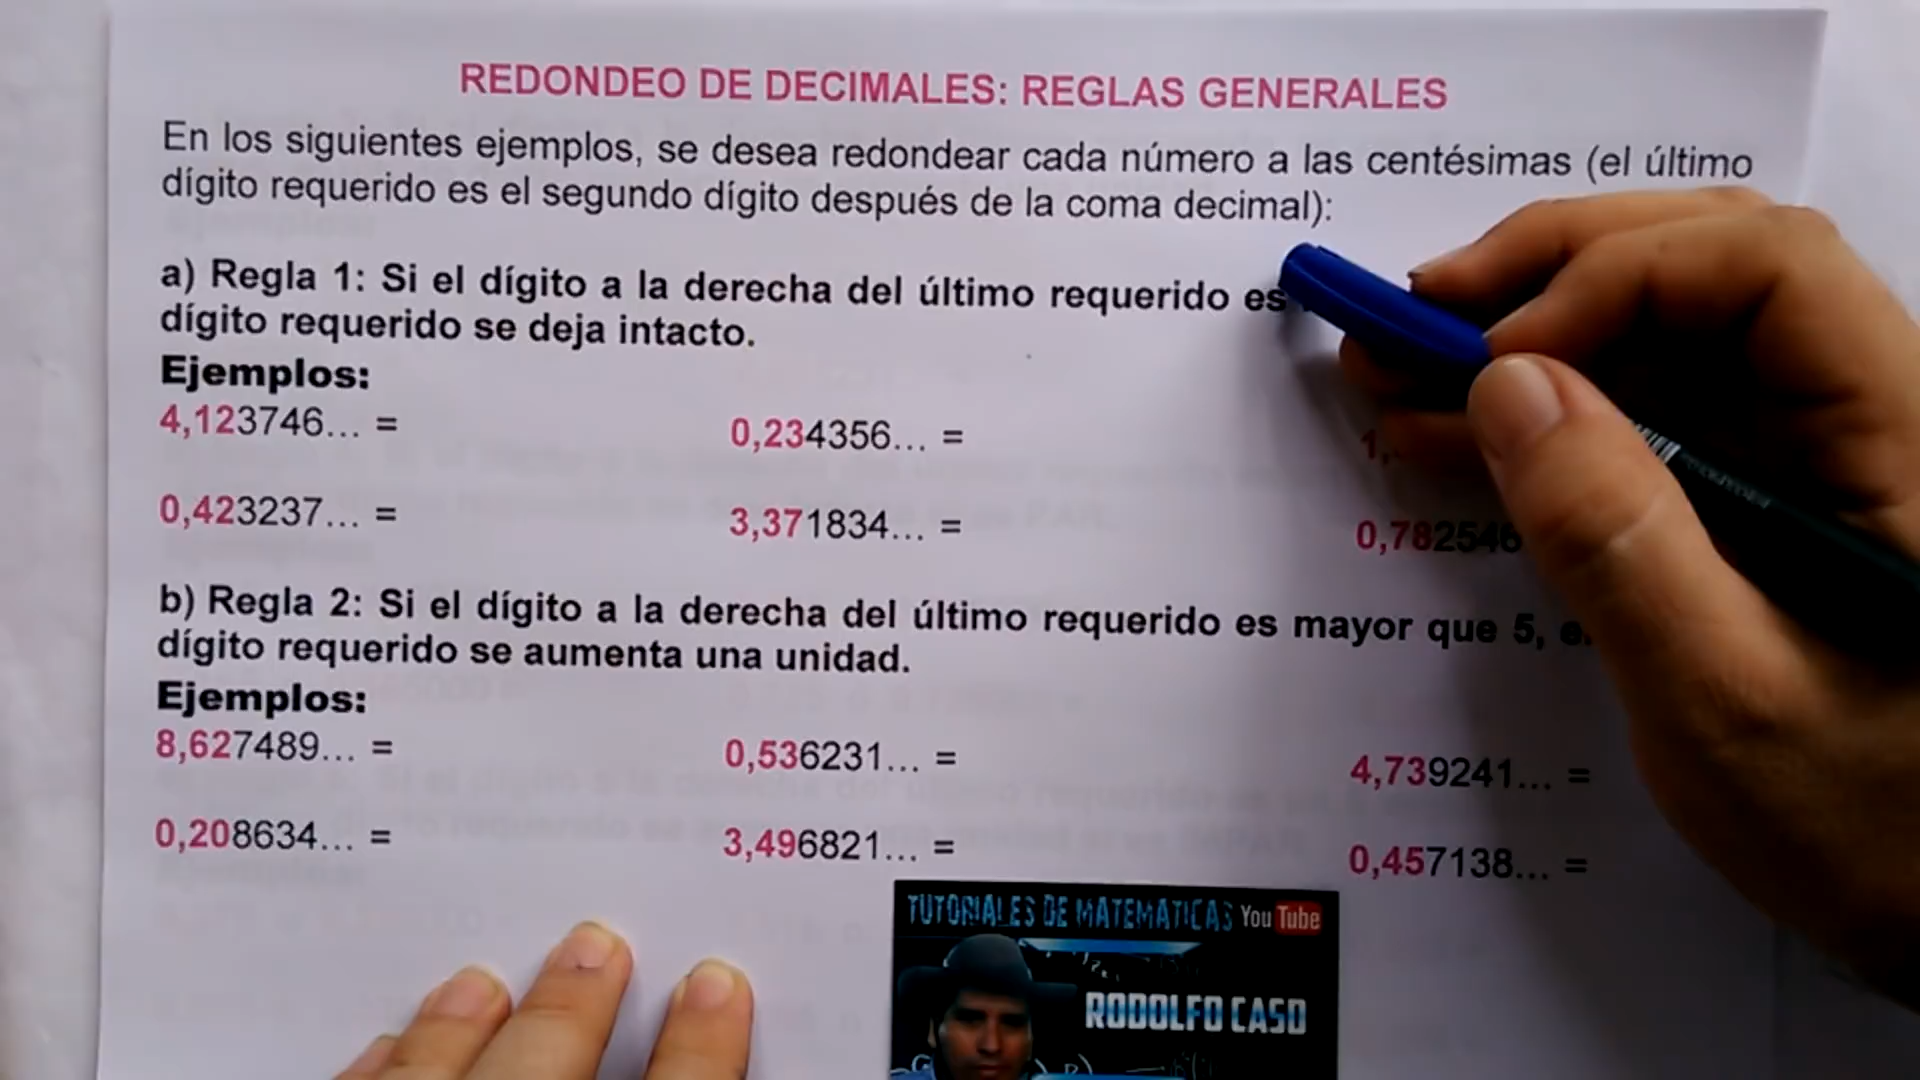 REDONDEO DE DECIMALES: REGLAS GENERALES
En los siguientes ejemplos, se desea redondear cada número a las centésimas (el último
dígito requerido es el segundo dígito después de la coma decimal):
a) Regla 1: Si el dígito a la derecha del último requerido es
dígito requerido se deja intacto.
Ejemplos:
4,123746... =
0,234356... =
1,
0,423237... =
3,371834... =
0,782546
b) Regla 2: Si el dígito a la derecha del último requerido es mayor que 5,
dígito requerido se aumenta una unidad.
Ejemplos:
8,627489... =
0,536231... =
4,739241... =
0,208634... =
3,496821... =
0,457138... =
TUTORIALES DE MATEMATICAS YouTube
RODOLFO CASO